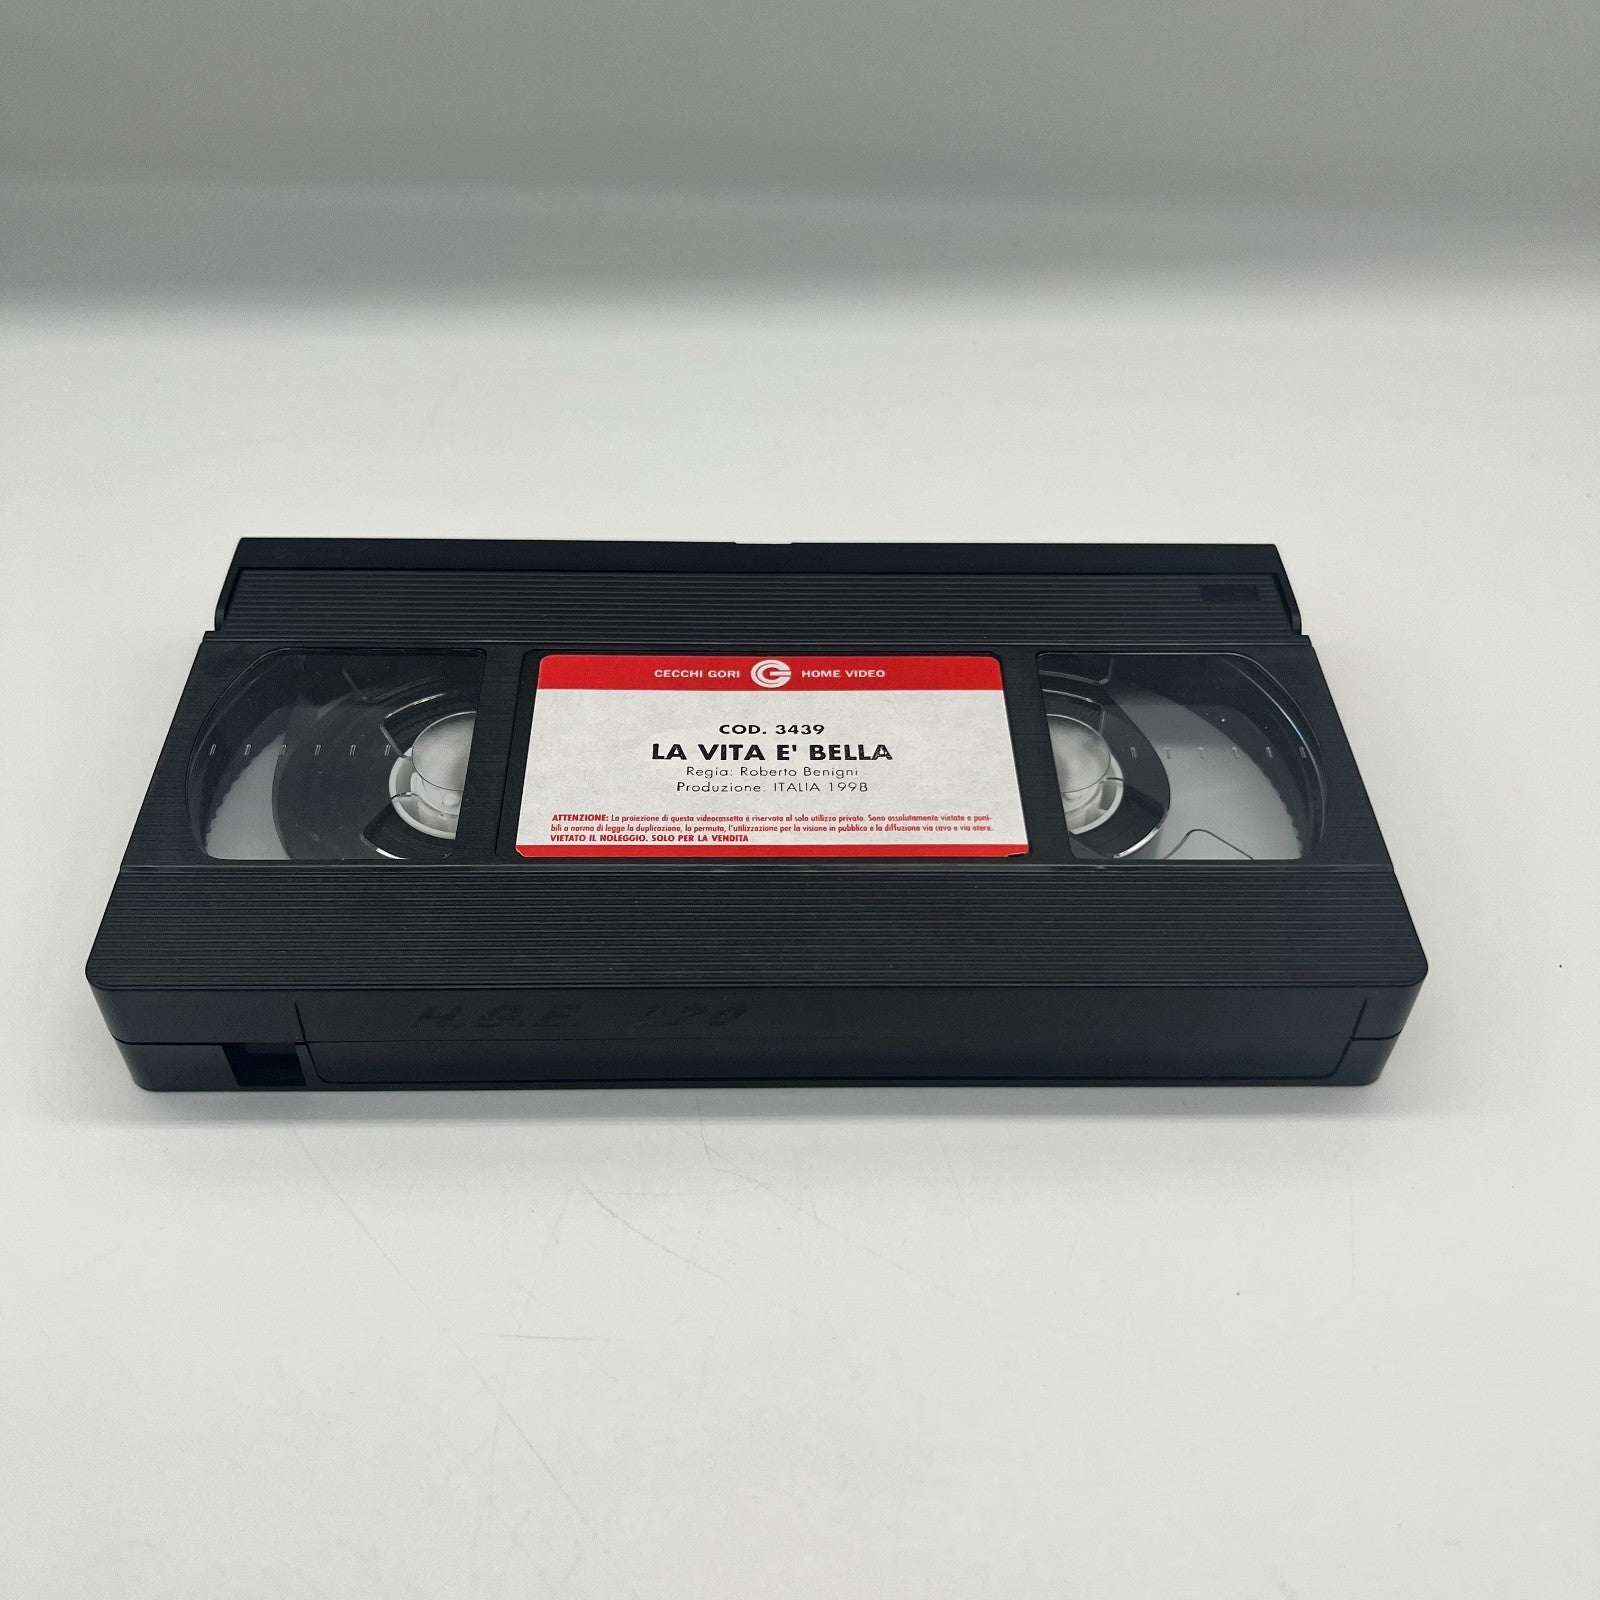 CECCHI GORI HOME VIDEO
COD. 3439
LA VITA E' BELLA
Regia: Roberto Benigni
Produzione: ITALIA 1998
ATTENZIONE: La proiezione di questa videocassetta è riservata al solo utilizzo privato. Sono assolutamente vietate e puni-
bili a norma di legge la duplicazione, la permuta, l'utilizzazione per la visione in pubblico e la diffusione via cavo e via etere.
VIETATO IL NOLEGGIO. SOLO PER LA VENDITA